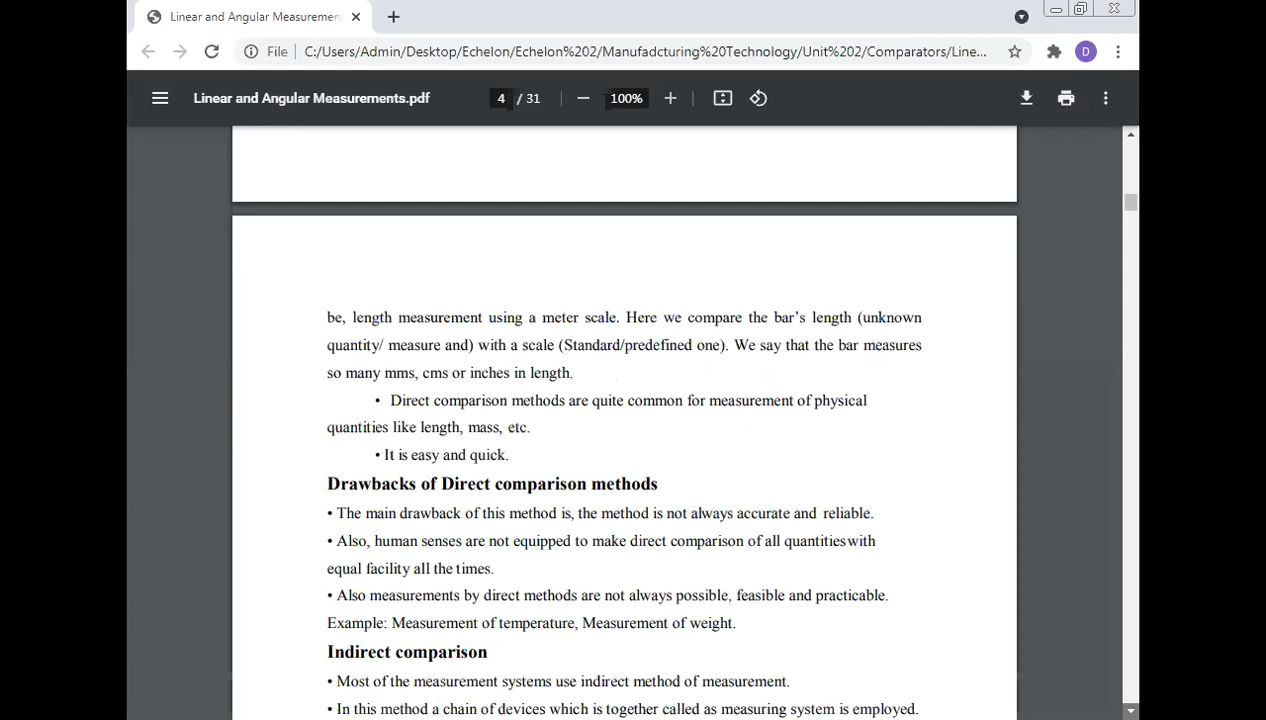 Linear and Angular Measuremen
File C:/Users/Admin/Desktop/Echelon/Echelon%202/Manufadcturing%20Technology/Unit%202/Comparators/Line... D
Linear and Angular Measurements.pdf 4 / 31 100%
be, length measurement using a meter scale. Here we compare the bar's length (unknown
quantity/ measure and) with a scale (Standard/predefined one). We say that the bar measures
so many mms, cms or inches in length.
• Direct comparison methods are quite common for measurement of physical
quantities like length, mass, etc.
• It is easy and quick.
Drawbacks of Direct comparison methods
• The main drawback of this method is, the method is not always accurate and reliable.
• Also, human senses are not equipped to make direct comparison of all quantities with
equal facility all the times.
• Also measurements by direct methods are not always possible, feasible and practicable.
Example: Measurement of temperature, Measurement of weight.
Indirect comparison
• Most of the measurement systems use indirect method of measurement.
• In this method a chain of devices which is together called as measuring system is employed.